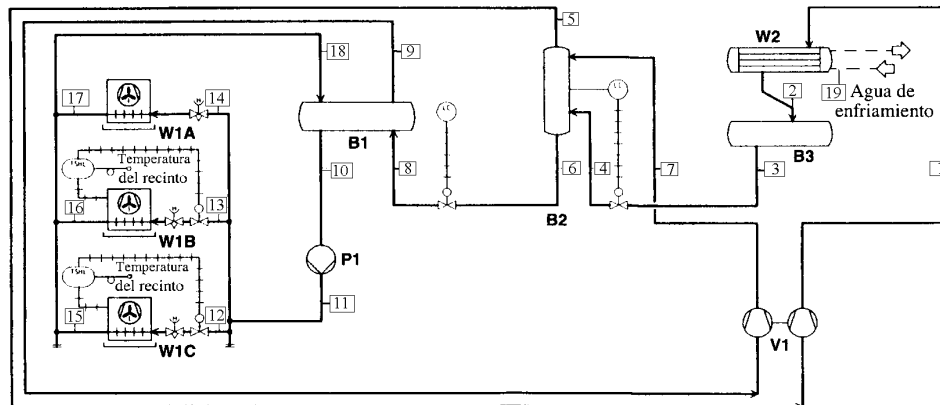 5
18
9
W2
17
14
2
19
Agua de
enfriamiento
W1A
B1
B3
Temperatura
del recinto
10
8
6
4
7
3
16
13
B2
W1B
P1
Temperatura
del recinto
11
15
12
V1
W1C